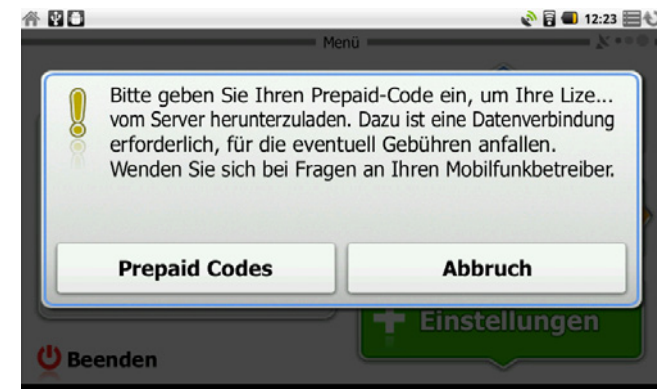 12:23
Menü
Bitte geben Sie Ihren Prepaid-Code ein, um Ihre Lize...
vom Server herunterzuladen. Dazu ist eine Datenverbindung
erforderlich, für die eventuell Gebühren anfallen.
Wenden Sie sich bei Fragen an Ihren Mobilfunkbetreiber.
Prepaid Codes
Abbruch
Einstellungen
Beenden